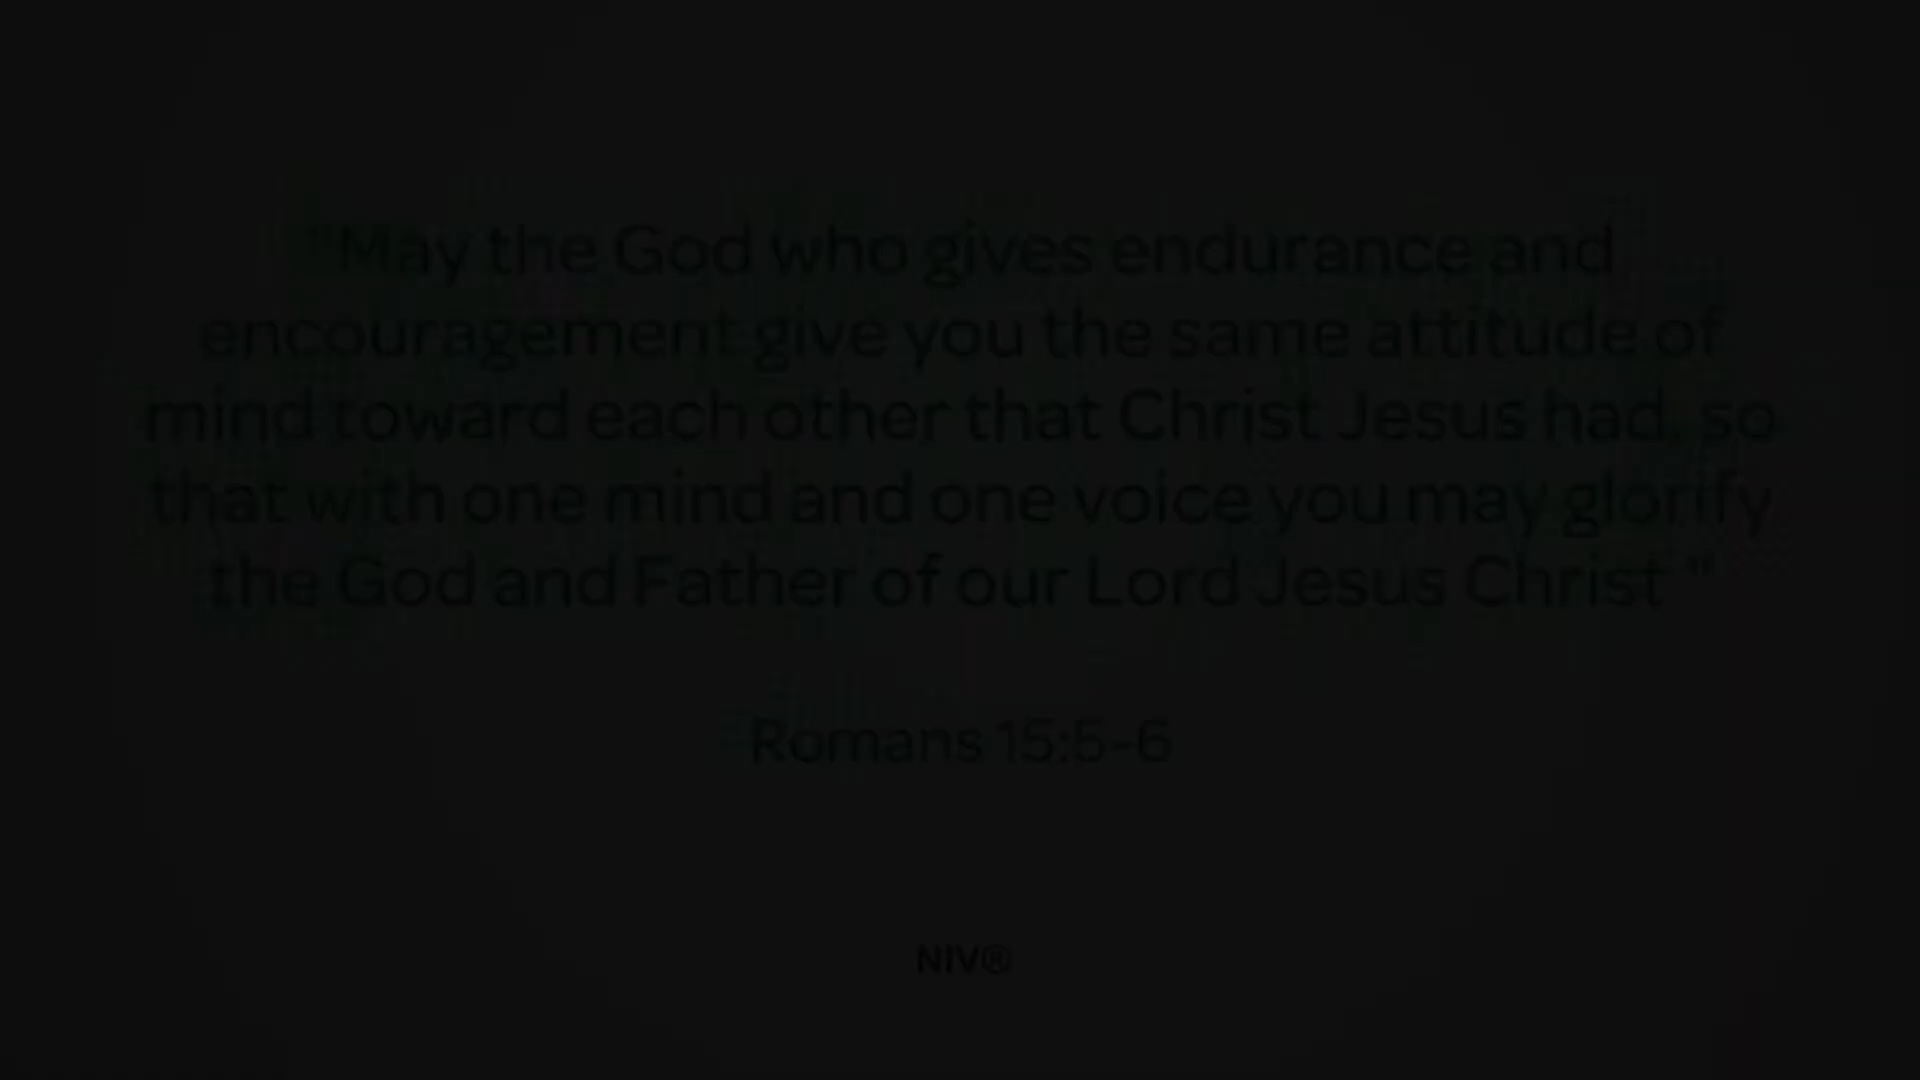 "May the God who gives endurance and
encouragement give you the same attitude of
mind toward each other that Christ Jesus had, so
that with one mind and one voice you may glorify
the God and Father of our Lord Jesus Christ "
Romans 15:5-6
NIV®